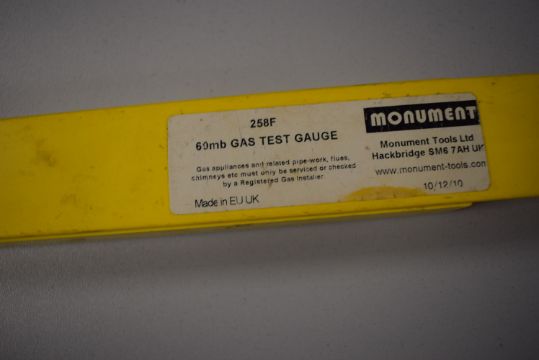 258F
60mb GAS TEST GAUGE
Gas appliances and related pipe-work, flues,
chimneys etc must only be serviced or checked
by a Registered Gas Installer
Made in EU UK
MONUMENT
Monument Tools Ltd
Hackbridge SM6 7AH UK
www.monument-tools.con
10/12/10